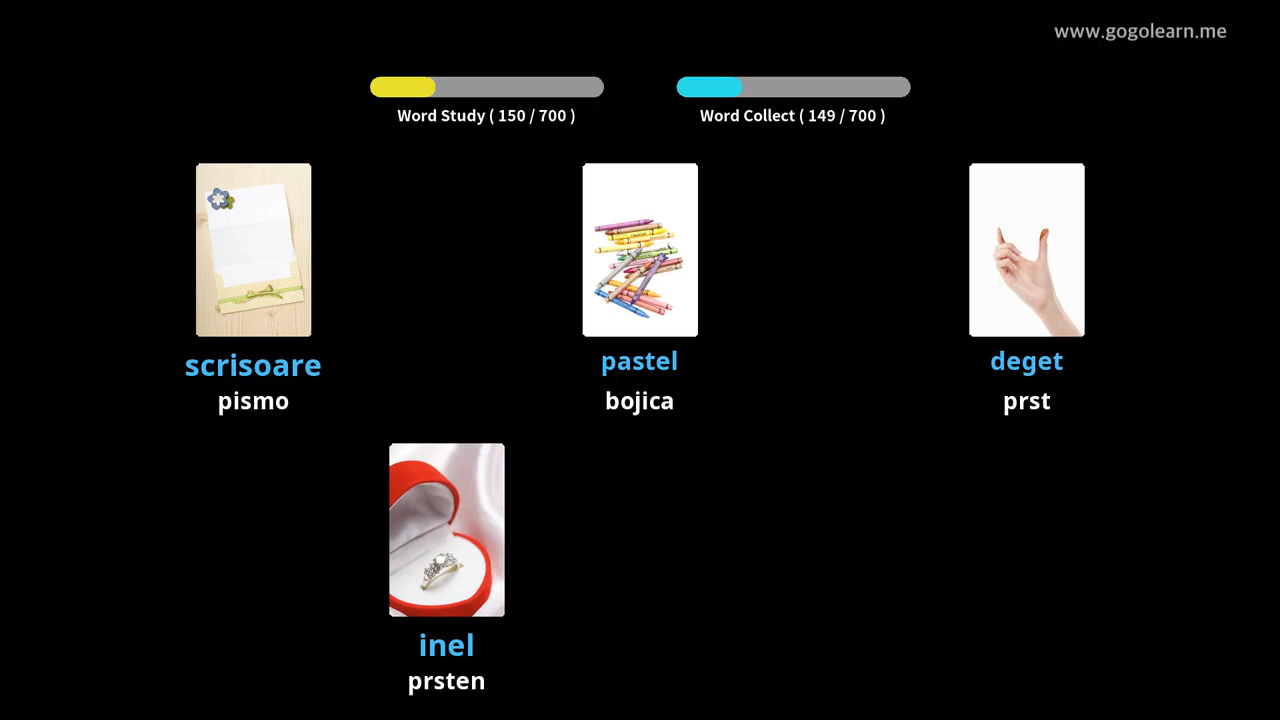 www.gogolearn.me
Word Study ( 150 / 700 )
Word Collect ( 149 / 700 )
scrisoare
pismo
pastel
bojica
deget
prst
inel
prsten